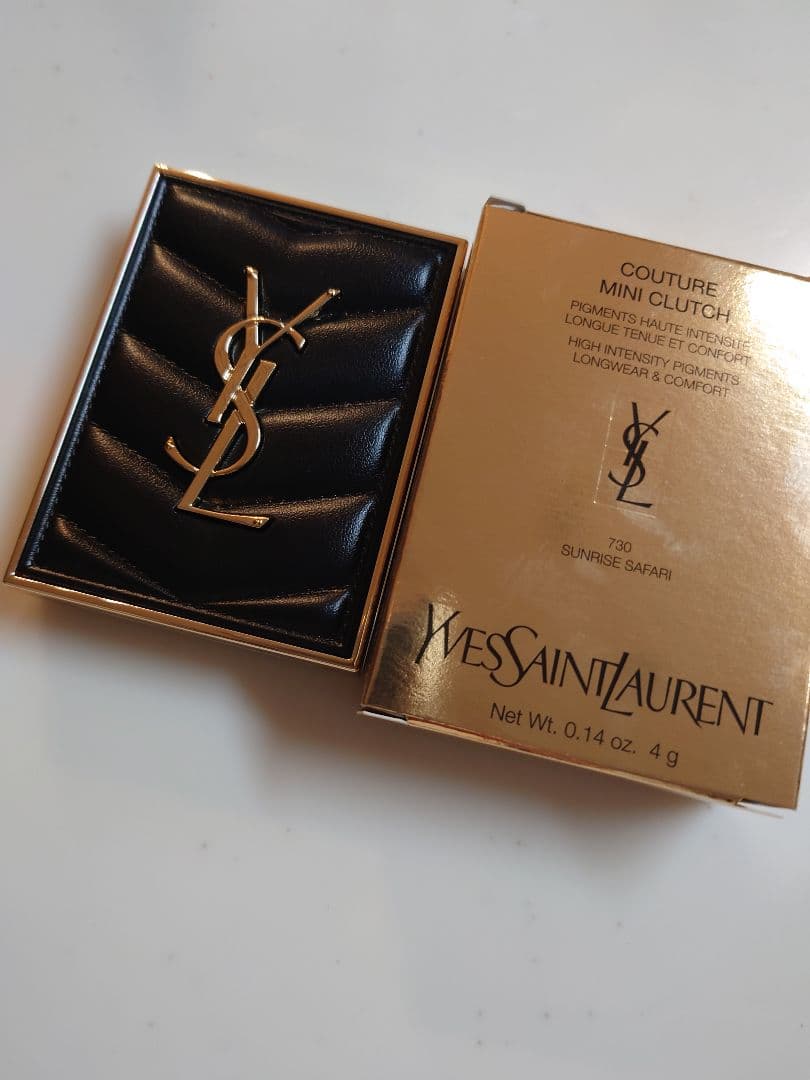 YSL
COUTURE
MINI CLUTCH
PIGMENTS HAUTE INTENSITÉ
LONGUE TENUE ET CONFORT
HIGH INTENSITY PIGMENTS
LONGWEAR & COMFORT
YSL
730
SUNRISE SAFARI
YVESSAINTLAURENT
Net Wt. 0.14 oz. 4 g